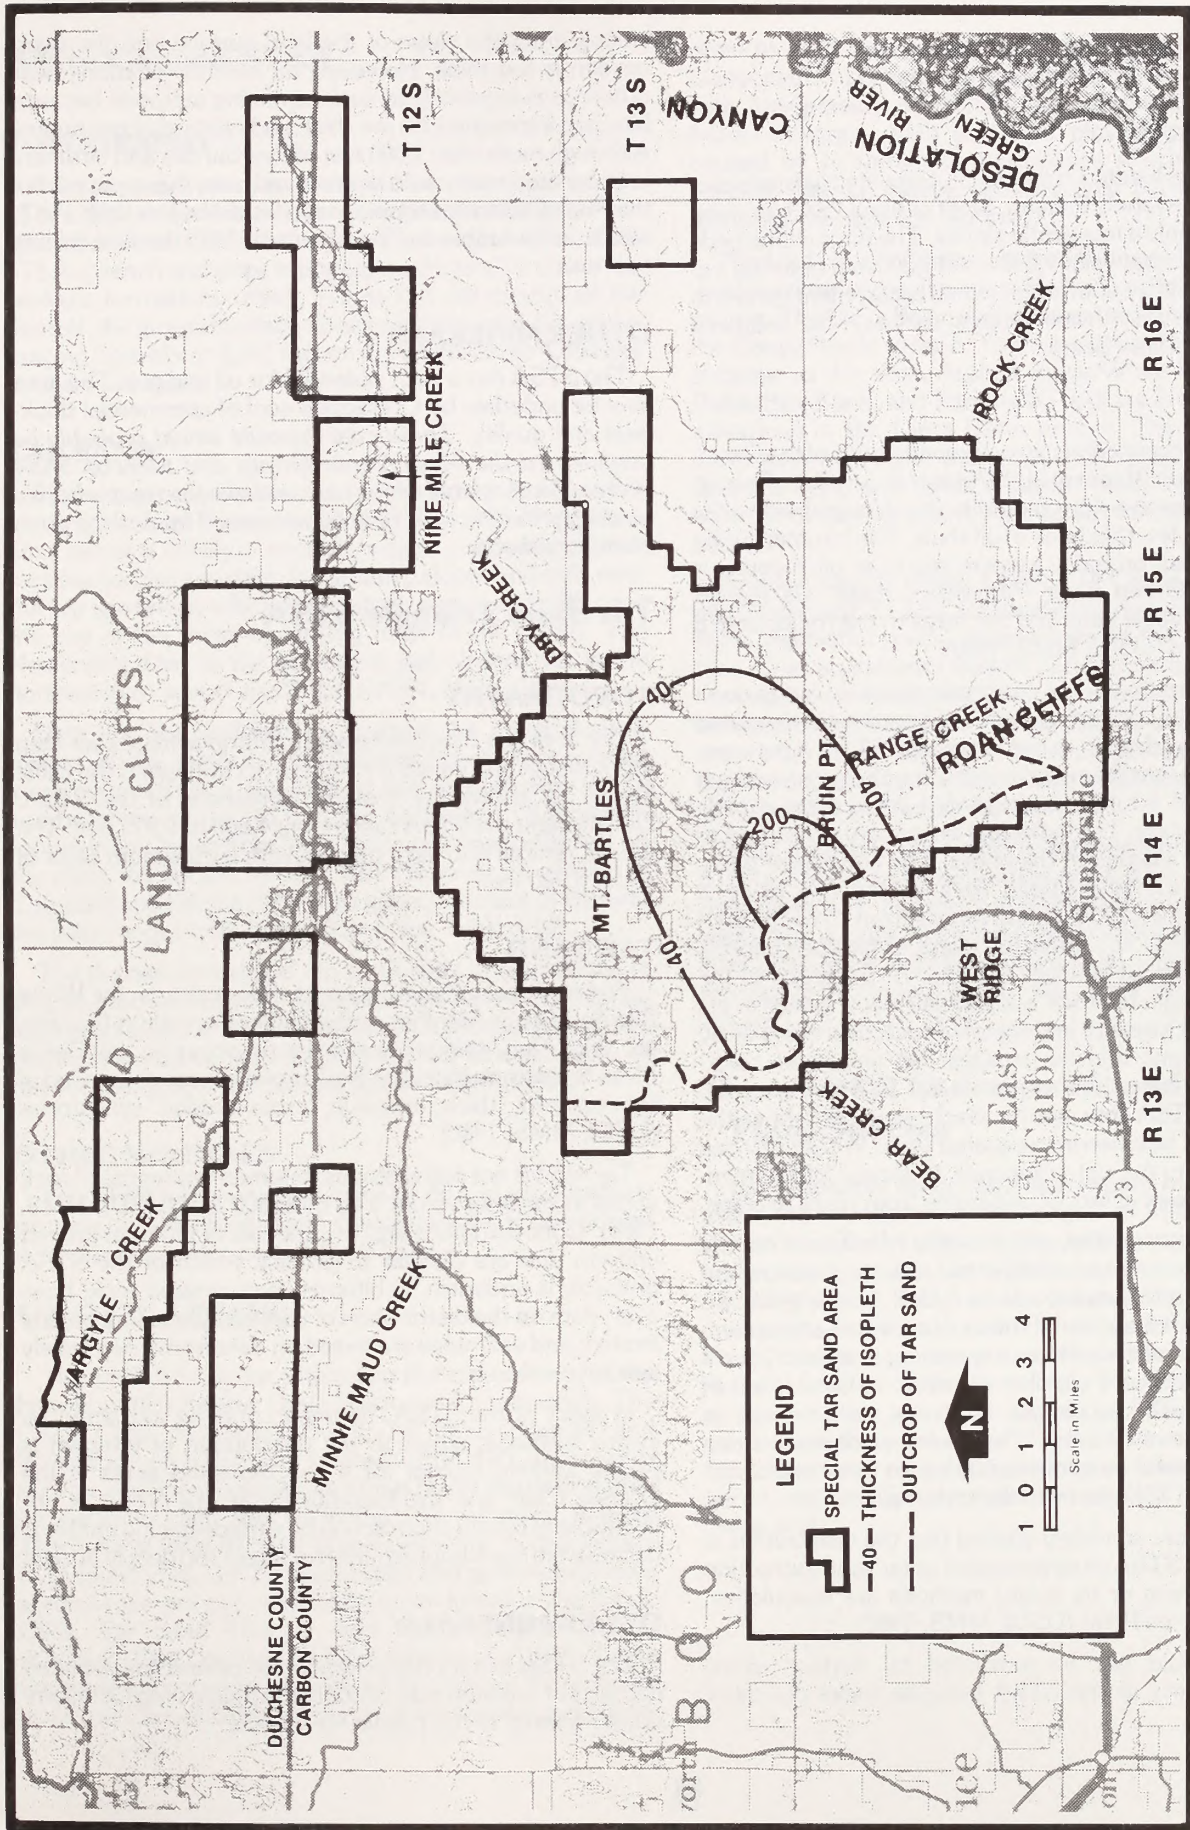 BAD
LAND
CLIFFS
ARGYLE CREEK
T 12 S
DUCHESNE COUNTY
CARBON COUNTY
MINNIE MAUD CREEK
NINE MILE CREEK
DRY CREEK
T 13 S
MT. BARTLES
40
40
40
200
BRUIN PT.
RANGE CREEK
ROAN CLIFFS
ROCK CREEK
DESOLATION
CANYON
GREEN
RIVER
BEAR CREEK
WEST
RIDGE
BOOK
East
Carbon
City
Sunnyside
123
R 13 E
R 14 E
R 15 E
R 16 E
LEGEND
SPECIAL TAR SAND AREA
40 THICKNESS OF ISOPLETH
OUTCROP OF TAR SAND
N
1 0 1 2 3 4
Scale in Miles